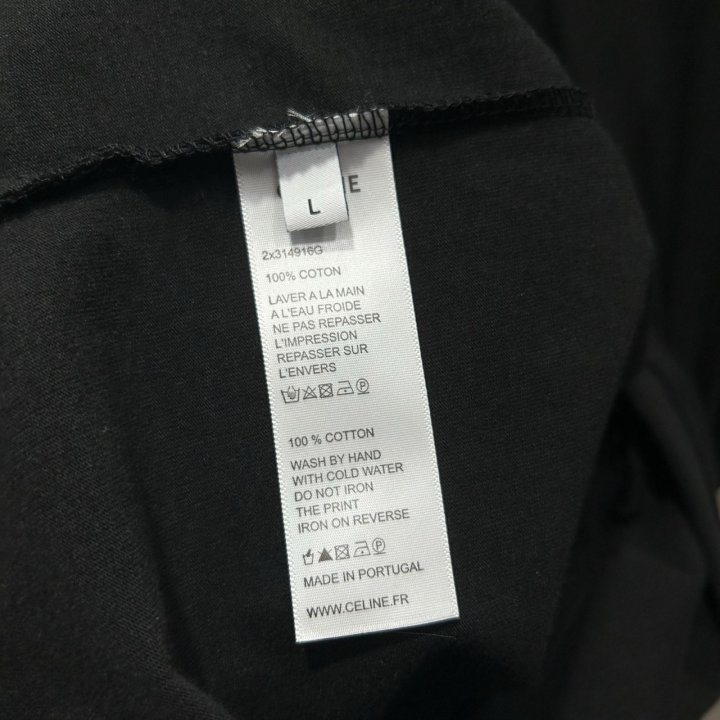 L
2x314916G
100% COTON
LAVER A LA MAIN
A L'EAU FROIDE
NE PAS REPASSER
L'IMPRESSION
REPASSER SUR
L'ENVERS
100 % COTTON
WASH BY HAND
WITH COLD WATER
DO NOT IRON
THE PRINT
IRON ON REVERSE
MADE IN PORTUGAL
WWW.CELINE.FR